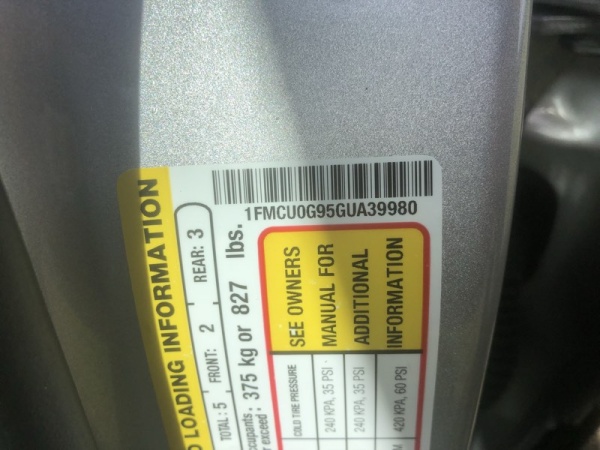 1FMCU0G95GUA39980
LOADING INFORMATION
TOTAL: 5 FRONT: 2 REAR: 3
exceed: 375 kg or 827 lbs.
COLD TIRE PRESSURE SEE OWNERS
240 KPA, 35 PSI MANUAL FOR
240 KPA, 35 PSI ADDITIONAL
420 KPA, 60 PSI INFORMATION